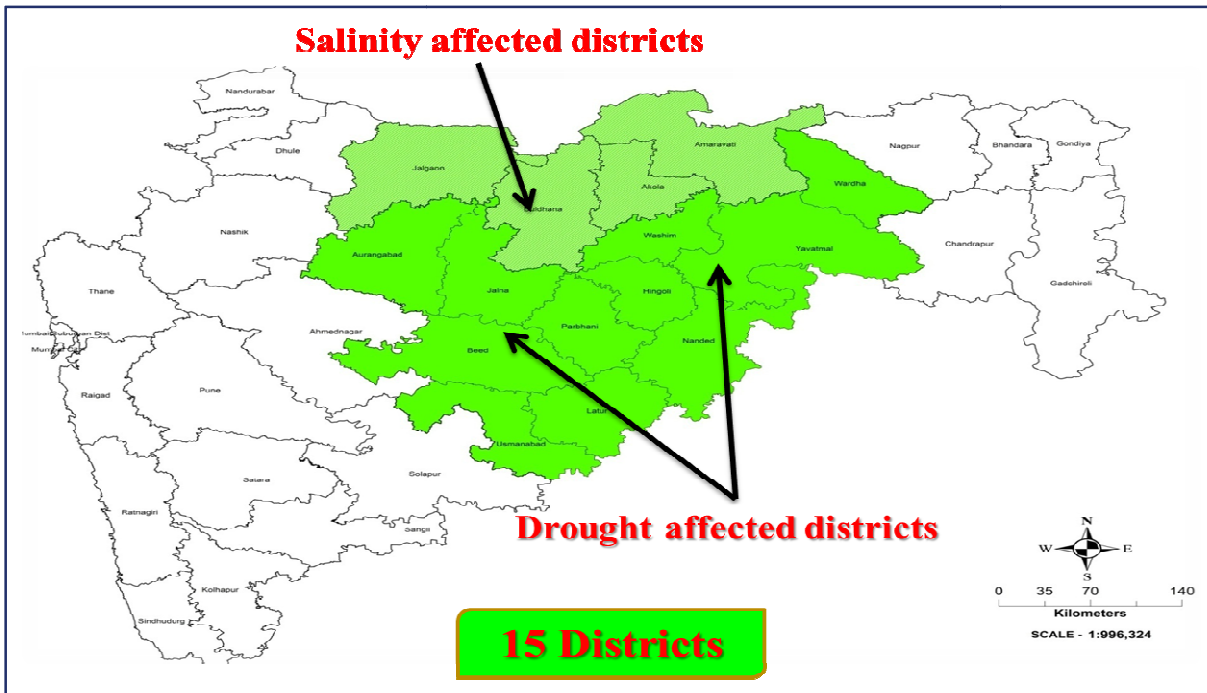 Salinity affected districts
Nandurbar
Dhule
Jalgaon
Buldhana
Akola
Amaravati
Wardha
Nagpur
Bhandara
Gondiya
Nashik
Aurangabad
Jalna
Washim
Yavatmal
Chandrapur
Gadchiroli
Thane
Ahmednagar
Beed
Parbhani
Hingoli
Nanded
Raigad
Pune
Latur
Usmanabad
Satara
Solapur
Ratnagiri
Sangli
Kolhapur
Sindhudurg
Drought affected districts
15 Districts
N
W E
S
0 35 70 140
Kilometers
SCALE - 1:996,324